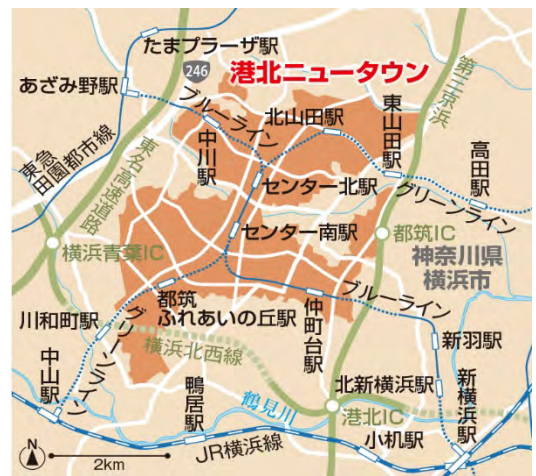 たまプラーザ駅
246
港北ニュータウン
第三京浜
あざみ野駅
ブルーライン
北山田駅
東山田駅
東急
田園都市線
東名高速道路
中川駅
高田駅
センター北駅
グリーンライン
センター南駅
都筑IC
横浜青葉IC
神奈川県
横浜市
都筑
ふれあいの丘駅
仲町台駅
ブルーライン
川和町駅
グリーンライン
横浜北西線
新羽駅
中山駅
鴨居駅
鶴見川
北新横浜駅
新横浜駅
港北IC
小机駅
JR横浜線
N
2km